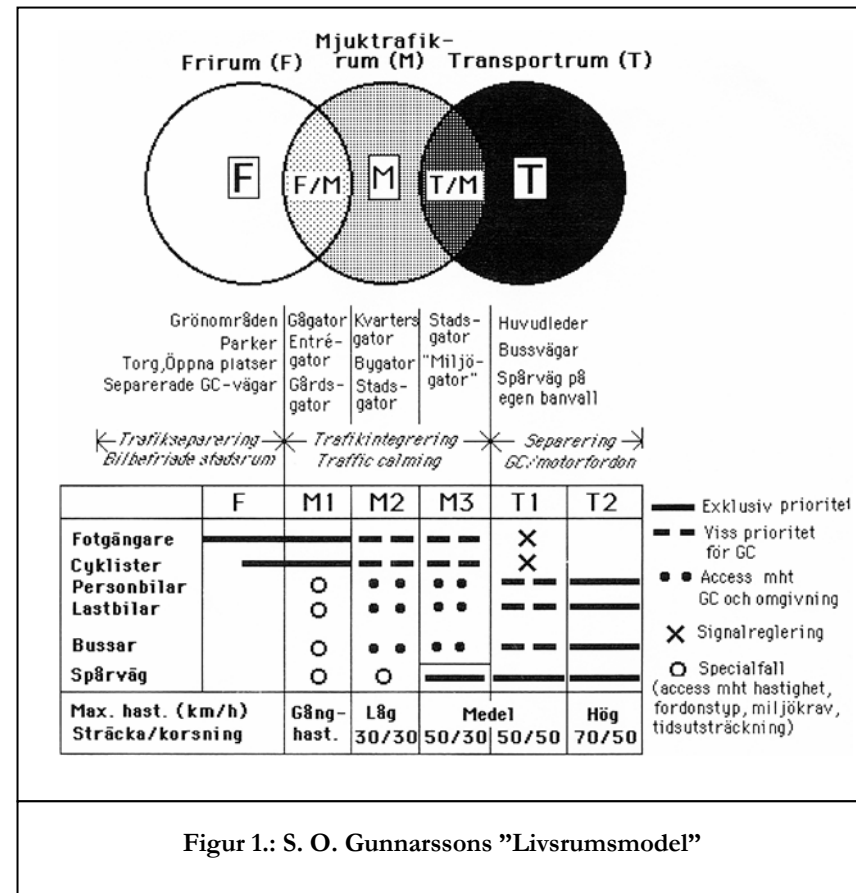 Mjuktrafik-
Frirum (F) rum (M) Transportrum (T)
F F/M M T/M T
Grönområden
Parker
Torg,Öppna platser
Separerade GC-vägar
Gågator
Entré-
gator
Gårds-
gator
Kvarters
gator
Bygator
Stads-
gator
Stads-
gator
"Miljö-
gator"
Huvudleder
Bussvägar
Spårväg på
egen banvall
Trafikseparering
Bilbefriade stadsrum
Trafikintegrering
Traffic calming
Separering
GC/motorfordon
F M1 M2 M3 T1 T2
Fotgängare
Cyklister
Personbilar
Lastbilar
Bussar
Spårväg
Max. hast. (km/h)
Sträcka/korsning
Gång-
hast.
Låg
30/30
Medel
50/30 50/50
Hög
70/50
Exklusiv prioritet
Viss prioritet
för GC
Access mht
GC och omgivning
Signalreglering
Specialfall
(access mht hastighet,
fordonstyp, miljökrav,
tidsutsträckning)
Figur 1.: S. O. Gunnarssons ”Livsrumsmodel”